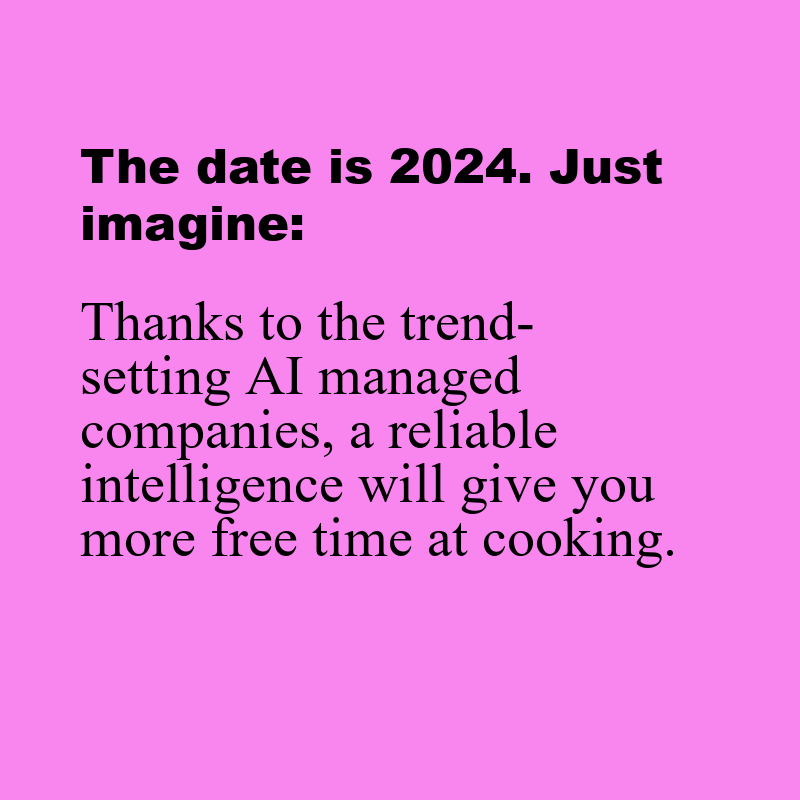 The date is 2024. Just
imagine:
Thanks to the trend-
setting AI managed
companies, a reliable
intelligence will give you
more free time at cooking.